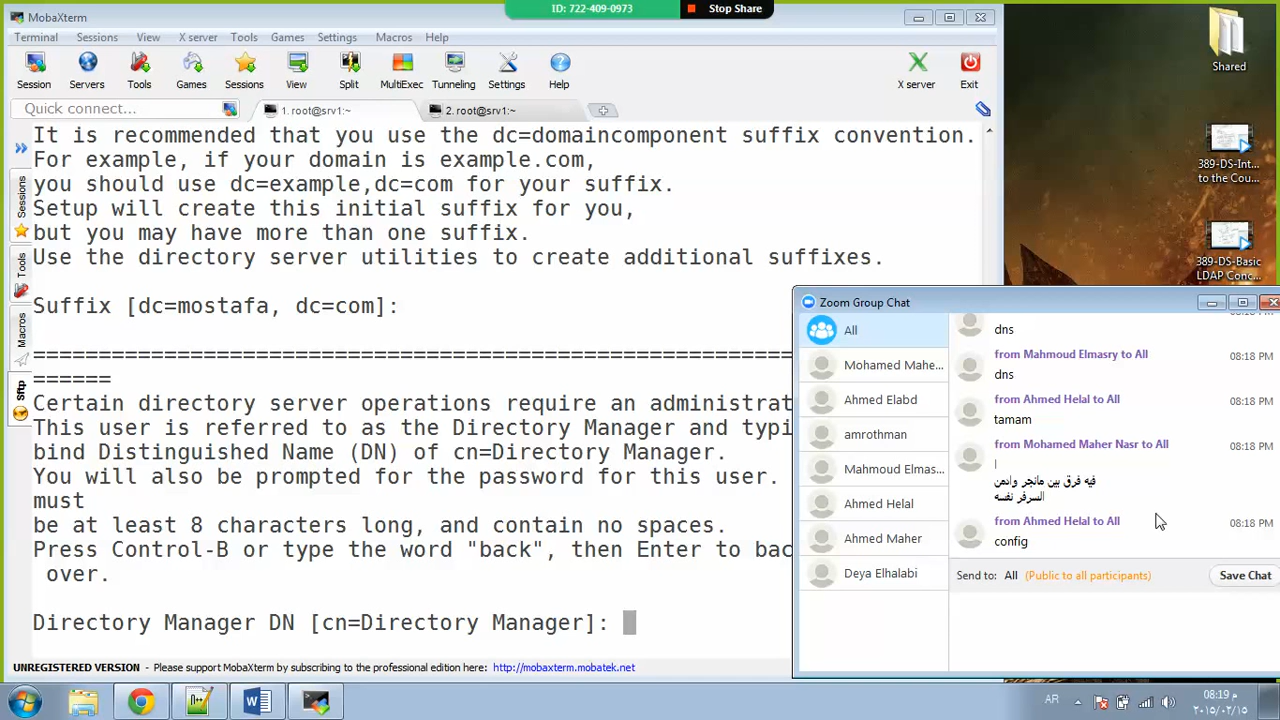 ID: 722-409-0973
Stop Share
MobaXterm
Terminal Sessions View X server Tools Games Settings Macros Help
Session Servers Tools Games Sessions View Split MultiExec Tunneling Settings Help X server Exit
Quick connect...
1. root@srv1:~
2. root@srv1:~
Sessions
Tools
Macros
Sftp
It is recommended that you use the dc=domaincomponent suffix convention.
For example, if your domain is example.com,
you should use dc=example,dc=com for your suffix.
Setup will create this initial suffix for you,
but you may have more than one suffix.
Use the directory server utilities to create additional suffixes.
Suffix [dc=mostafa, dc=com]:
======
Certain directory server operations require an administrat
This user is referred to as the Directory Manager and typi
bind Distinguished Name (DN) of cn=Directory Manager.
You will also be prompted for the password for this user.
must
be at least 8 characters long, and contain no spaces.
Press Control-B or type the word "back", then Enter to bac
over.
Directory Manager DN [cn=Directory Manager]:
UNREGISTERED VERSION - Please support MobaXterm by subscribing to the professional edition here: http://mobaxterm.mobatek.net
Shared
389-DS-Int...
to the Cou...
389-DS-Basic
LDAP Conc...
Zoom Group Chat
All
Mohamed Mahe...
Ahmed Elabd
amrothman
Mahmoud Elmas...
Ahmed Helal
Ahmed Maher
Deya Elhalabi
dns
from Mahmoud Elmasry to All 08:18 PM
dns
from Ahmed Helal to All 08:18 PM
tamam
from Mohamed Maher Nasr to All 08:18 PM
فيه فرق بين مانجر وادمن
السرفر نفسه
from Ahmed Helal to All 08:18 PM
config
Send to: All (Public to all participants)
Save Chat
AR
08:19 م
٢٠١٥/٠٢/١٥